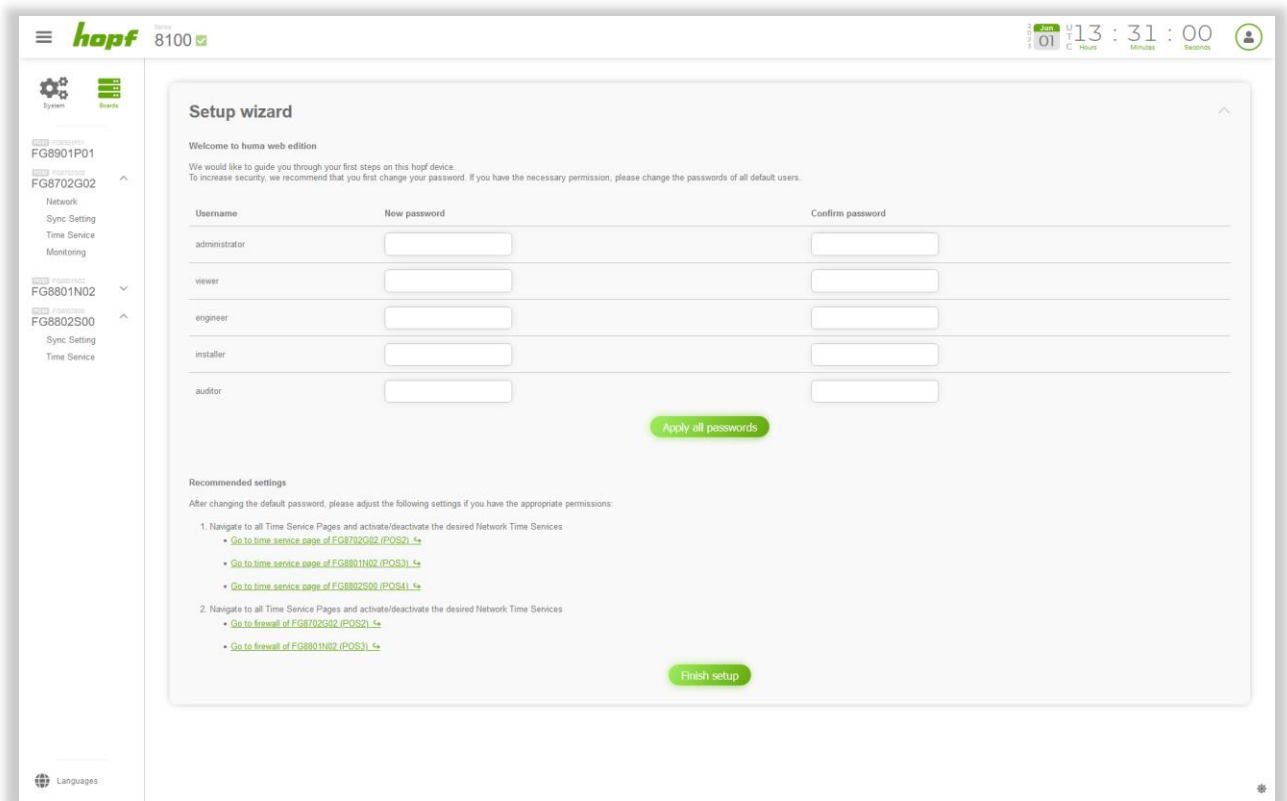 hopf
Series
8100
2023
Jun
01
UTC
13 : 31 : 00
Hours Minutes Seconds
System Boards
FG8901P01
FG8702G02
Network
Sync Setting
Time Service
Monitoring
FG8801N02
FG8802S00
Sync Setting
Time Service
Languages
Setup wizard
Welcome to huma web edition
We would like to guide you through your first steps on this hopf device.
To increase security, we recommend that you first change your password. If you have the necessary permission, please change the passwords of all default users.
Username New password Confirm password
administrator
viewer
engineer
installer
auditor
Apply all passwords
Recommended settings
After changing the default password, please adjust the following settings if you have the appropriate permissions:
1. Navigate to all Time Service Pages and activate/deactivate the desired Network Time Services
• Go to time service page of FG8702G02 (POS2)
• Go to time service page of FG8801N02 (POS3)
• Go to time service page of FG8802S00 (POS4)
2. Navigate to all Time Service Pages and activate/deactivate the desired Network Time Services
• Go to firewall of FG8702G02 (POS2)
• Go to firewall of FG8801N02 (POS3)
Finish setup